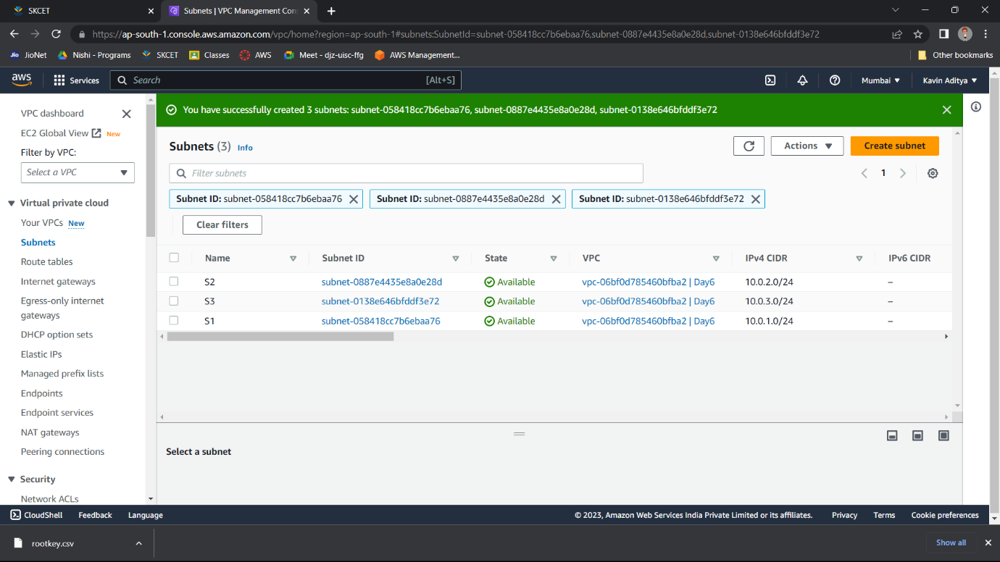 SKCET
Subnets | VPC Management Con
https://ap-south-1.console.aws.amazon.com/vpc/home?region=ap-south-1#subnets:SubnetId=subnet-058418cc7b6ebaa76,subnet-0887e4435e8a0e28d,subnet-0138e646bfddf3e72
Jio JioNet Nishi - Programs SKCET Classes AWS Meet - djz-uisc-ffg AWS Management... Other bookmarks
aws Services Search [Alt+S] Mumbai ▼ Kavin Aditya ▼
VPC dashboard
EC2 Global View New
Filter by VPC:
Select a VPC
Virtual private cloud
Your VPCs New
Subnets
Route tables
Internet gateways
Egress-only internet
gateways
DHCP option sets
Elastic IPs
Managed prefix lists
Endpoints
Endpoint services
NAT gateways
Peering connections
Security
Network ACLs
You have successfully created 3 subnets: subnet-058418cc7b6ebaa76, subnet-0887e4435e8a0e28d, subnet-0138e646bfddf3e72
Subnets (3) Info
Actions ▼ Create subnet
Filter subnets
1
Subnet ID: subnet-058418cc7b6ebaa76 Subnet ID: subnet-0887e4435e8a0e28d Subnet ID: subnet-0138e646bfddf3e72
Clear filters
Name Subnet ID State VPC IPv4 CIDR IPv6 CIDR
S2 subnet-0887e4435e8a0e28d Available vpc-06bf0d785460bfba2 | Day6 10.0.2.0/24 –
S3 subnet-0138e646bfddf3e72 Available vpc-06bf0d785460bfba2 | Day6 10.0.3.0/24 –
S1 subnet-058418cc7b6ebaa76 Available vpc-06bf0d785460bfba2 | Day6 10.0.1.0/24 –
Select a subnet
CloudShell Feedback Language © 2023, Amazon Web Services India Private Limited or its affiliates. Privacy Terms Cookie preferences
rootkey.csv Show all